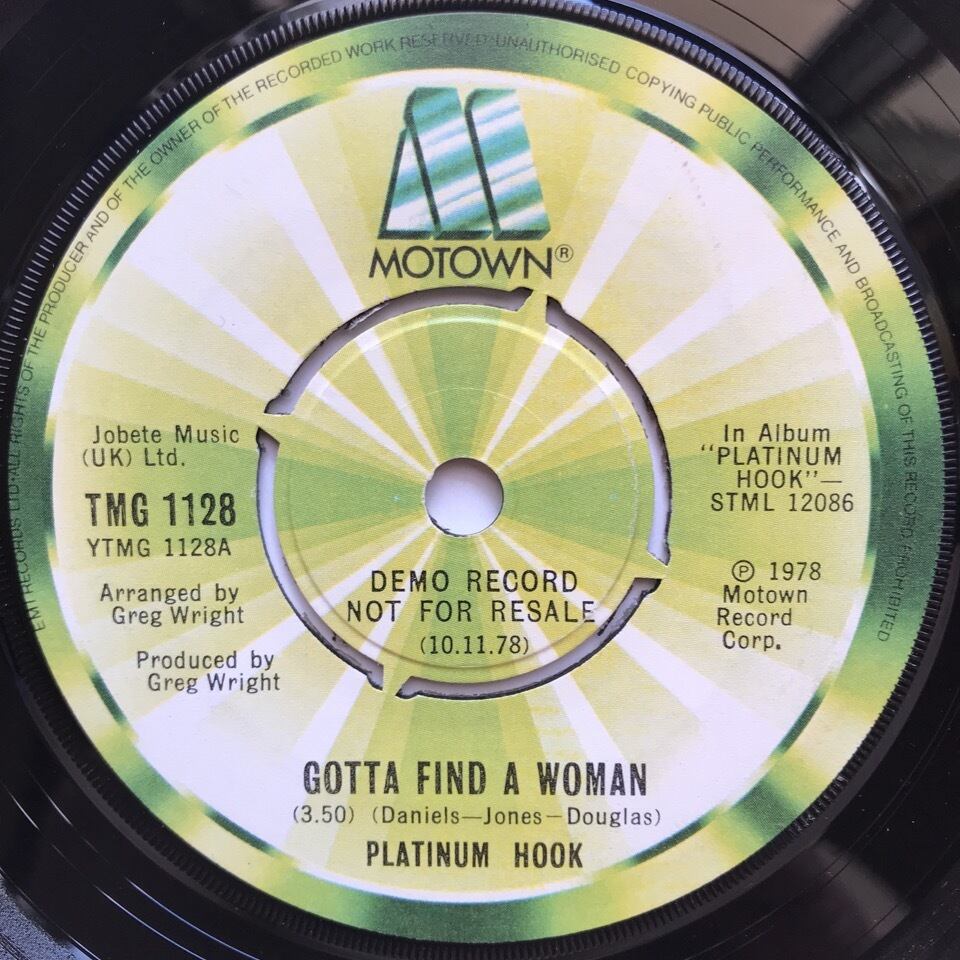 EMI RECORDS LTD·ALL RIGHTS OF THE PRODUCER AND OF THE OWNER OF THE RECORDED WORK RESERVED·UNAUTHORISED COPYING PUBLIC PERFORMANCE AND BROADCASTING OF THIS RECORD PROHIBITED
MOTOWN®
Jobete Music
(UK) Ltd.
TMG 1128
YTMG 1128A
Arranged by
Greg Wright
Produced by
Greg Wright
In Album
"PLATINUM
HOOK"—
STML 12086
Ⓟ 1978
Motown
Record
Corp.
DEMO RECORD
NOT FOR RESALE
(10.11.78)
GOTTA FIND A WOMAN
(3.50) (Daniels—Jones—Douglas)
PLATINUM HOOK